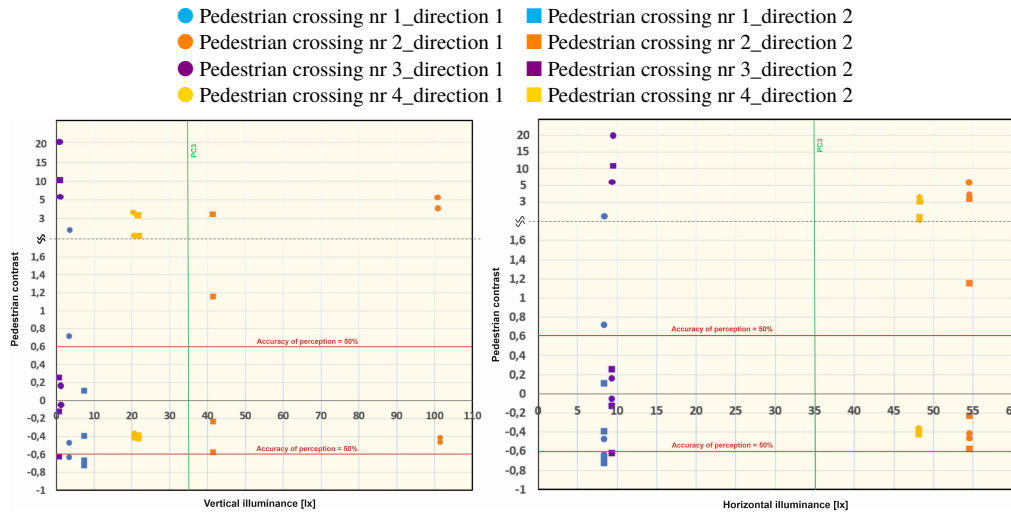 Pedestrian crossing nr 1_direction 1
Pedestrian crossing nr 1_direction 2
Pedestrian crossing nr 2_direction 1
Pedestrian crossing nr 2_direction 2
Pedestrian crossing nr 3_direction 1
Pedestrian crossing nr 3_direction 2
Pedestrian crossing nr 4_direction 1
Pedestrian crossing nr 4_direction 2
Pedestrian contrast
20
15
10
5
3
1,6
1,2
1
0,8
0,6
0,2
0
-0,2
-0,4
-0,6
-0,8
-1
PC3
Accuracy of perception = 50%
Accuracy of perception = 50%
0 10 20 30 40 50 60 70 80 90 100 110
Vertical illuminance [lx]
Pedestrian contrast
20
15
10
5
3
1,6
1,2
1
0,8
0,6
0,4
0,2
0
-0,2
-0,4
-0,6
-0,8
-1
PC3
Accuracy of perception = 50%
Accuracy of perception = 50%
0 5 10 15 20 25 30 35 40 45 50 55 60
Horizontal illuminance [lx]